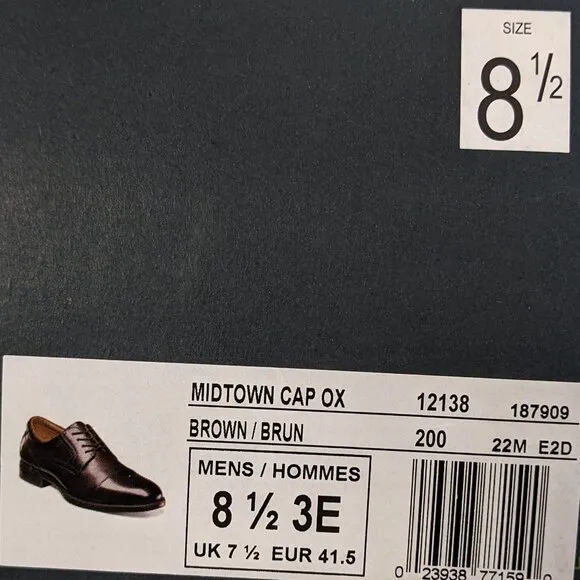 SIZE
8 1/2
MIDTOWN CAP OX 12138 187909
BROWN / BRUN 200 22M E2D
MENS / HOMMES
8 ½ 3E
UK 7 ½ EUR 41.5
0 23938 77159 0